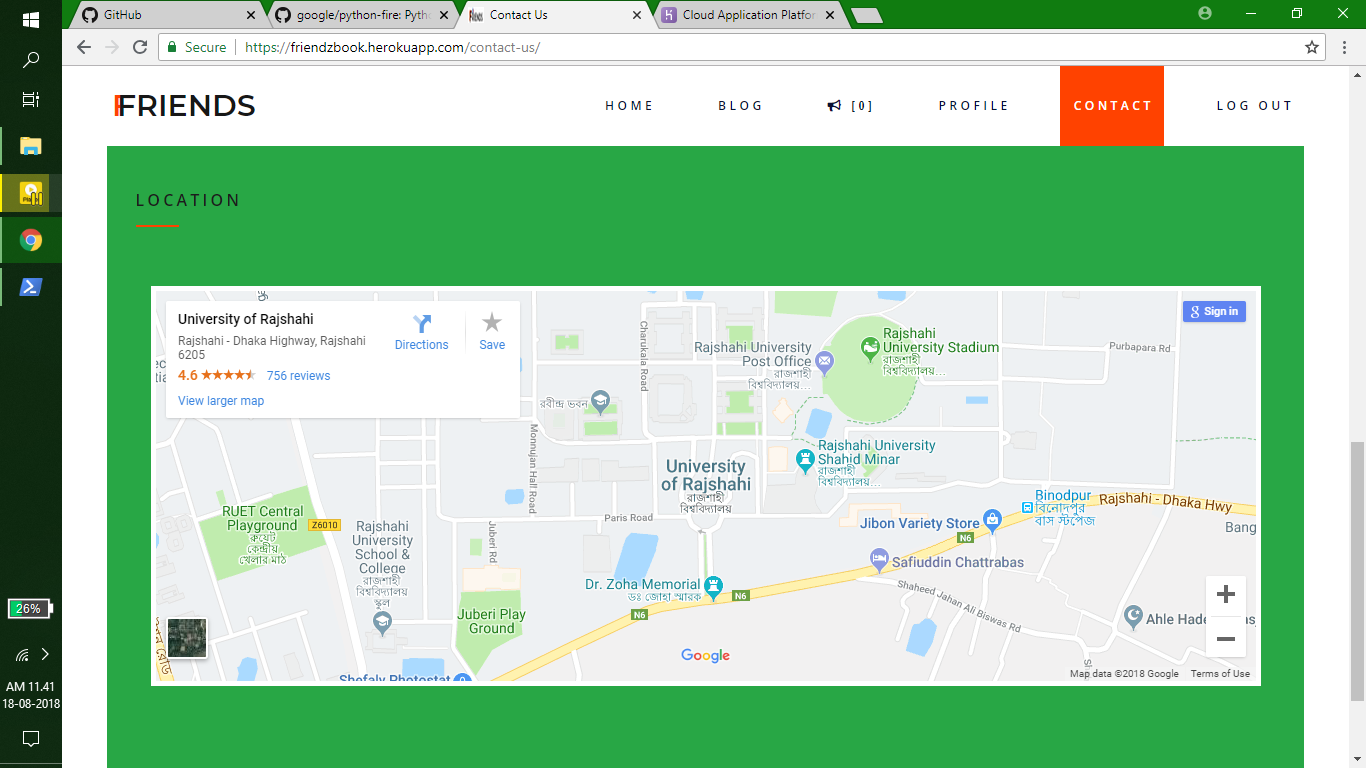 GitHub
google/python-fire: Pyth
Contact Us
Cloud Application Platfor
Secure
https://friendzbook.herokuapp.com/contact-us/
FRIENDS
HOME
BLOG
[0]
PROFILE
CONTACT
LOG OUT
LOCATION
University of Rajshahi
Rajshahi - Dhaka Highway, Rajshahi
6205
4.6
756 reviews
View larger map
Directions
Save
Sign in
Charukala Road
Rajshahi University
Post Office
রাজশাহী
বিশ্ববিদ্যালয়...
Rajshahi
University Stadium
রাজশাহী
বিশ্ববিদ্যালয়...
Purbapara Rd
রবীন্দ্র ভবন
Monnujan Hall Road
University
of Rajshahi
রাজশাহী
বিশ্ববিদ্যালয়
Rajshahi University
Shahid Minar
রাজশাহী
বিশ্ববিদ্যালয়...
RUET Central
Playground
রুয়েট
কেন্দ্রীয়
খেলার মাঠ
Z6010
Rajshahi
University
School &
College
রাজশাহী
বিশ্ববিদ্যালয়
স্কুল
Juberi Rd
Paris Road
Jibon Variety Store
N6
Binodpur
বিনোদপুর
বাস স্টপেজ
Rajshahi - Dhaka Hwy
Bang
Safiuddin Chattrabas
Dr. Zoha Memorial
ডঃ জোহা স্মারক
N6
N6
Shaheed Jahan Ali Biswas Rd
Juberi Play
Ground
Ahle Hade
Shefaly Photostat
Google
Map data ©2018 Google
Terms of Use
26%
AM 11.41
18-08-2018